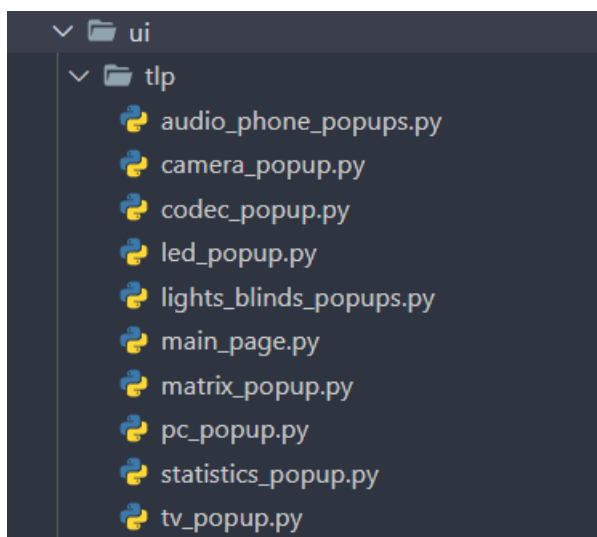 ui
tlp
audio_phone_popups.py
camera_popup.py
codec_popup.py
led_popup.py
lights_blinds_popups.py
main_page.py
matrix_popup.py
pc_popup.py
statistics_popup.py
tv_popup.py